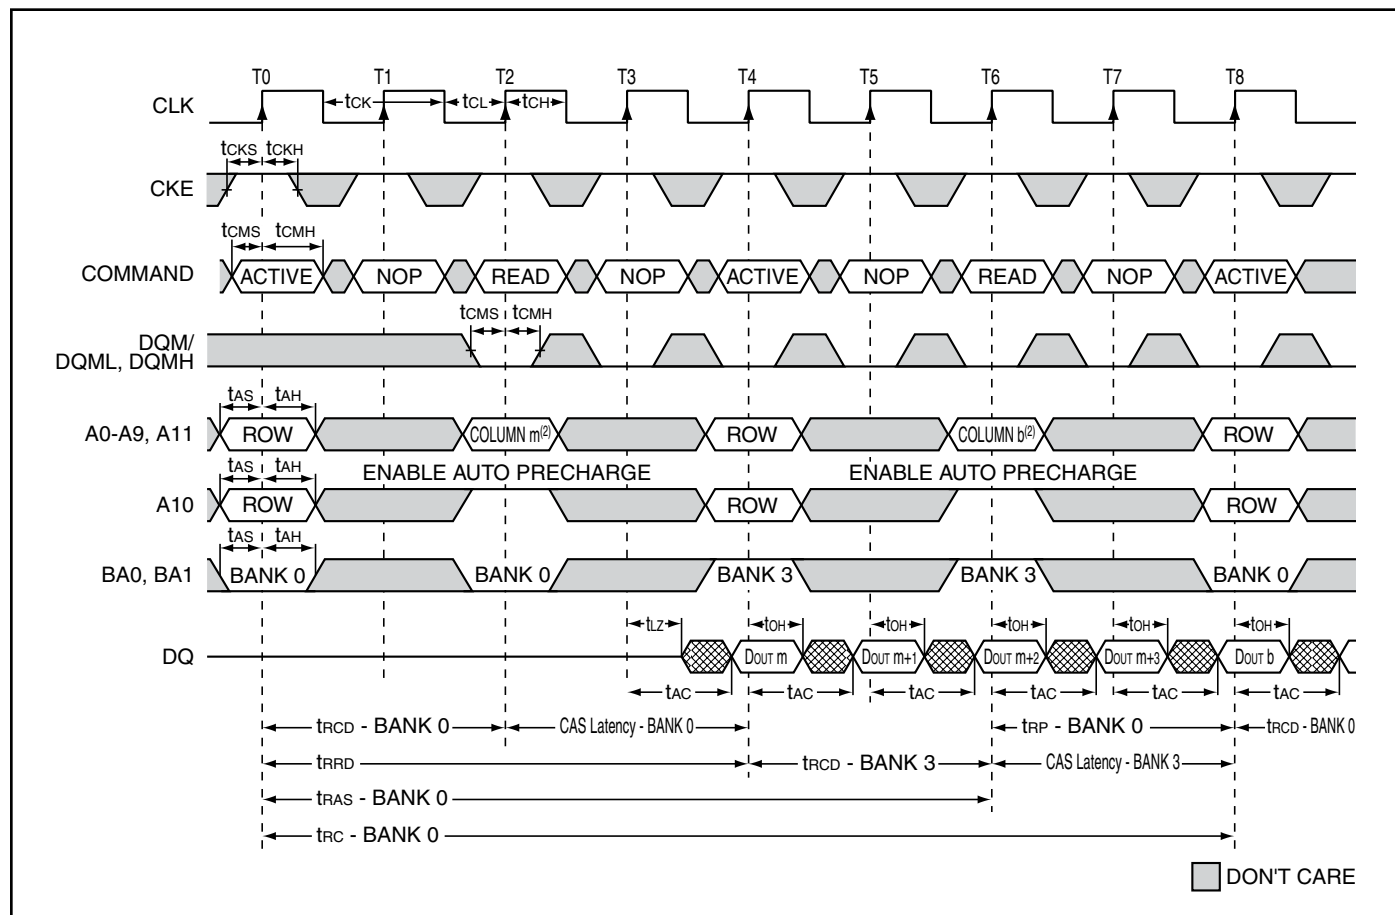 T0 T1 T2 T3 T4 T5 T6 T7 T8
CLK
tCK tCL tCH
tCKS tCKH
CKE
tCMS tCMH
COMMAND ACTIVE NOP READ NOP ACTIVE NOP READ NOP ACTIVE
tCMS tCMH
DQM/
DQML, DQMH
tAS tAH
A0-A9, A11 ROW COLUMN m(2) ROW COLUMN b(2) ROW
tAS tAH ENABLE AUTO PRECHARGE ENABLE AUTO PRECHARGE
A10 ROW ROW ROW
tAS tAH
BA0, BA1 BANK 0 BANK 0 BANK 3 BANK 3 BANK 0
tLZ tOH tOH tOH tOH tOH
DQ DOUT m DOUT m+1 DOUT m+2 DOUT m+3 DOUT b
tAC tAC tAC tAC tAC tAC
tRCD - BANK 0 CAS Latency - BANK 0 tRP - BANK 0 tRCD - BANK 0
tRRD tRCD - BANK 3 CAS Latency - BANK 3
tRAS - BANK 0
tRC - BANK 0
DON'T CARE